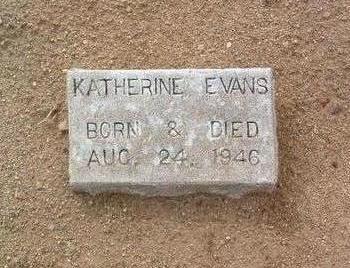 KATHERINE EVANS
BORN & DIED
AUG. 24, 1946